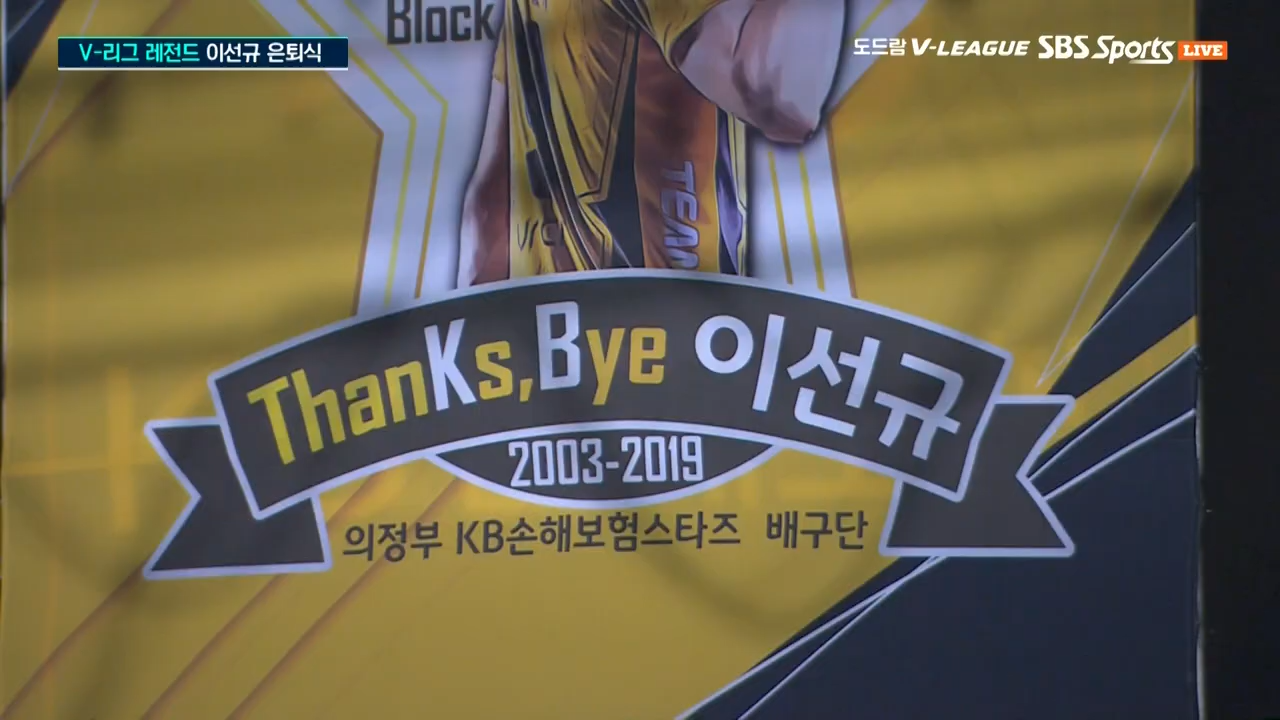 Block
V-리그 레전드 이선규 은퇴식
도드람 V-LEAGUE SBS Sports LIVE
TEAM
ThanKs,Bye 이선규
2003-2019
의정부 KB손해보험스타즈 배구단